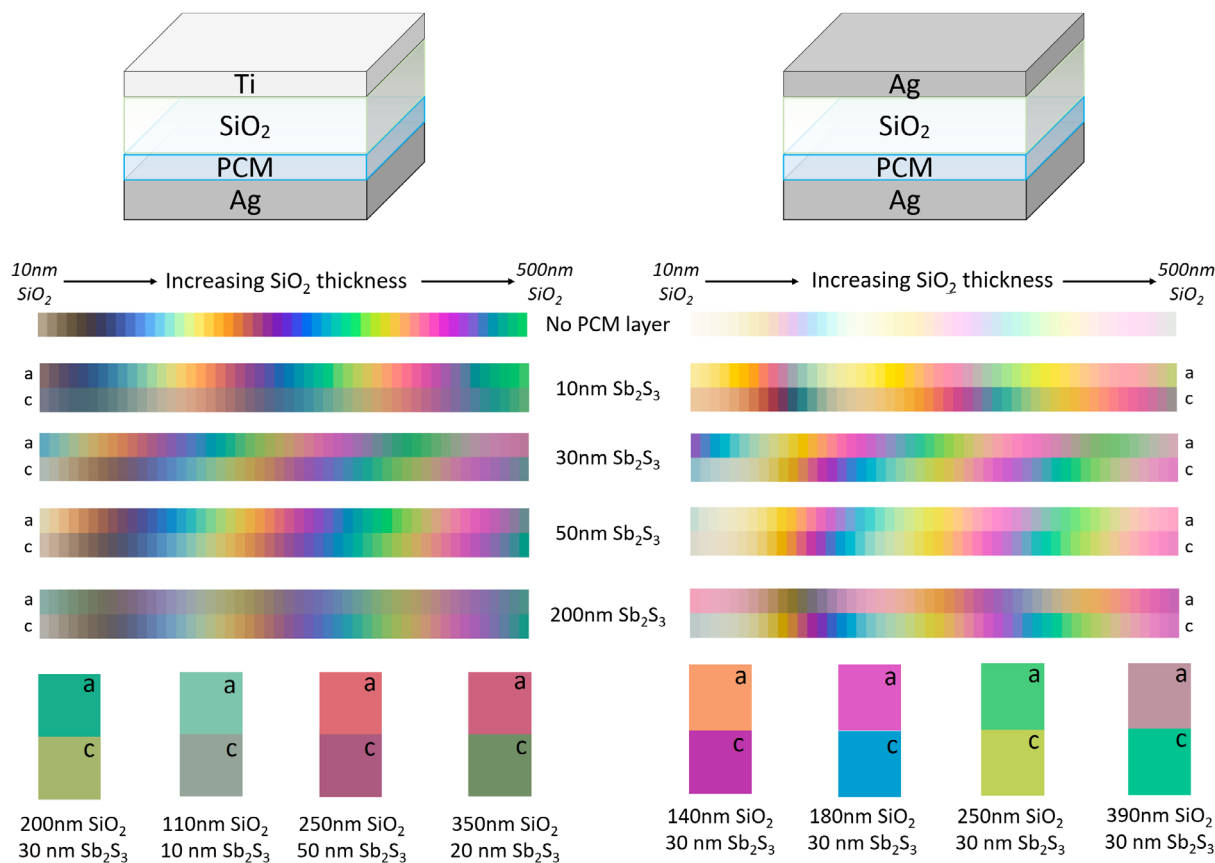 Ti
SiO₂
PCM
Ag
Ag
SiO₂
PCM
Ag
10nm SiO₂
Increasing SiO₂ thickness
500nm SiO₂
10nm SiO₂
Increasing SiO₂ thickness
500nm SiO₂
No PCM layer
a
c
10nm Sb₂S₃
a
c
a
c
30nm Sb₂S₃
a
c
a
c
50nm Sb₂S₃
a
c
a
c
200nm Sb₂S₃
a
c
a
c
200nm SiO₂
30 nm Sb₂S₃
a
c
110nm SiO₂
10 nm Sb₂S₃
a
c
250nm SiO₂
50 nm Sb₂S₃
a
c
350nm SiO₂
20 nm Sb₂S₃
a
c
140nm SiO₂
30 nm Sb₂S₃
a
c
180nm SiO₂
30 nm Sb₂S₃
a
c
250nm SiO₂
30 nm Sb₂S₃
a
c
390nm SiO₂
30 nm Sb₂S₃